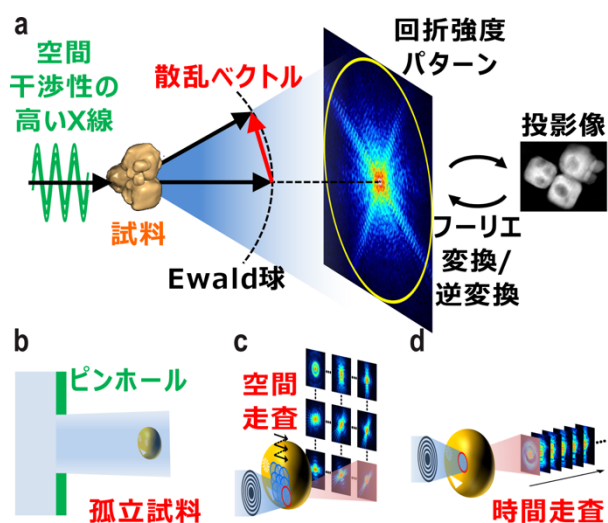 a
空間
干渉性の
高いX線
試料
散乱ベクトル
Ewald球
回折強度
パターン
投影像
フーリエ
変換/
逆変換
b
ピンホール
孤立試料
c
空間
走査
d
時間走査